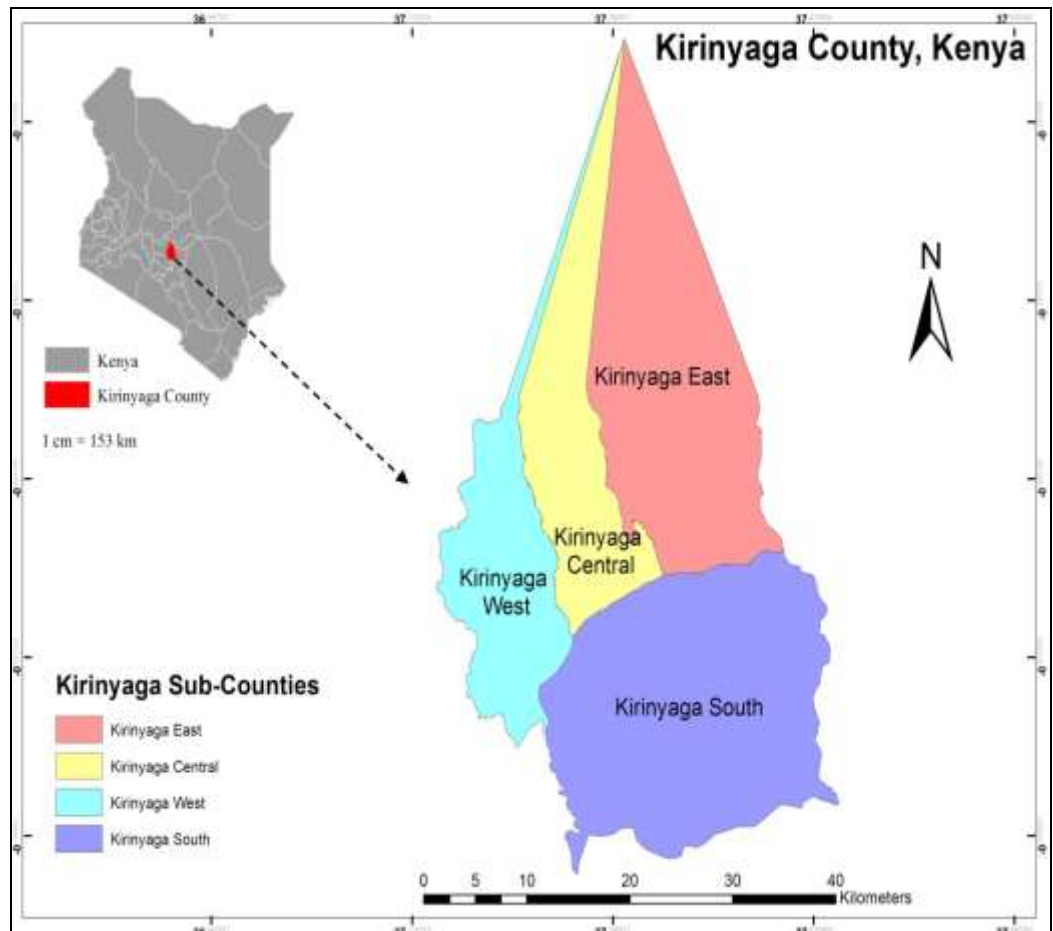 36
37
37
37
37
Kirinyaga County, Kenya
N
Kenya
Kirinyaga County
1 cm = 153 km
Kirinyaga East
Kirinyaga
Central
Kirinyaga
West
Kirinyaga South
Kirinyaga Sub-Counties
Kirinyaga East
Kirinyaga Central
Kirinyaga West
Kirinyaga South
0 5 10 20 30 40
Kilometers